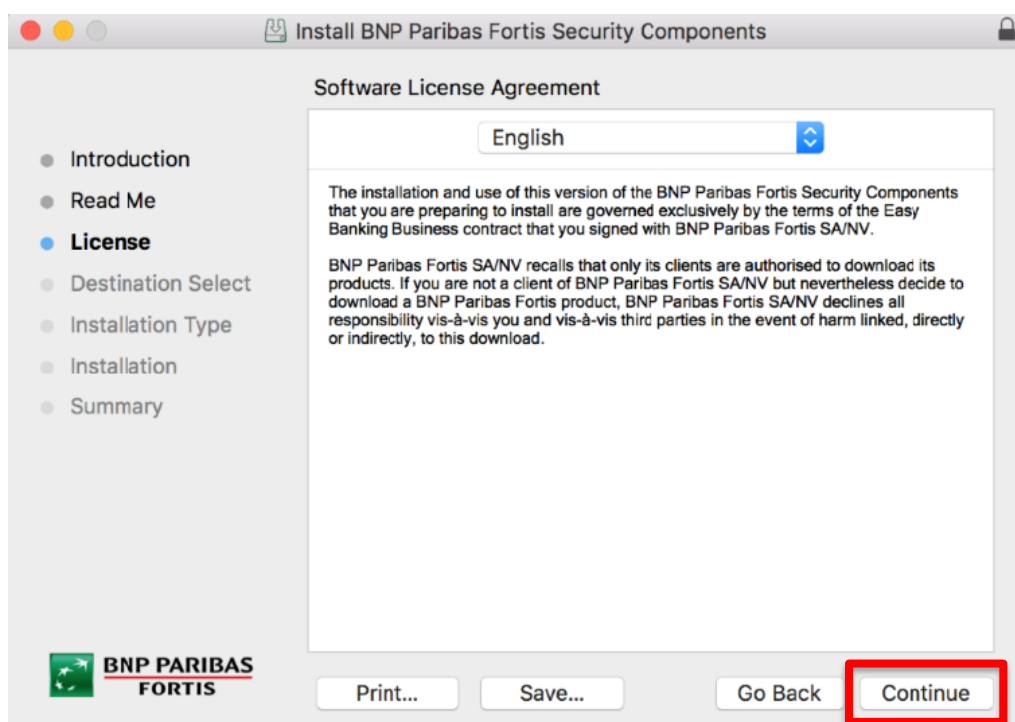 Install BNP Paribas Fortis Security Components
Software License Agreement
English
Introduction
Read Me
License
Destination Select
Installation Type
Installation
Summary
The installation and use of this version of the BNP Paribas Fortis Security Components
that you are preparing to install are governed exclusively by the terms of the Easy
Banking Business contract that you signed with BNP Paribas Fortis SA/NV.
BNP Paribas Fortis SA/NV recalls that only its clients are authorised to download its
products. If you are not a client of BNP Paribas Fortis SA/NV but nevertheless decide to
download a BNP Paribas Fortis product, BNP Paribas Fortis SA/NV declines all
responsibility vis-à-vis you and vis-à-vis third parties in the event of harm linked, directly
or indirectly, to this download.
BNP PARIBAS
FORTIS
Print...
Save...
Go Back
Continue